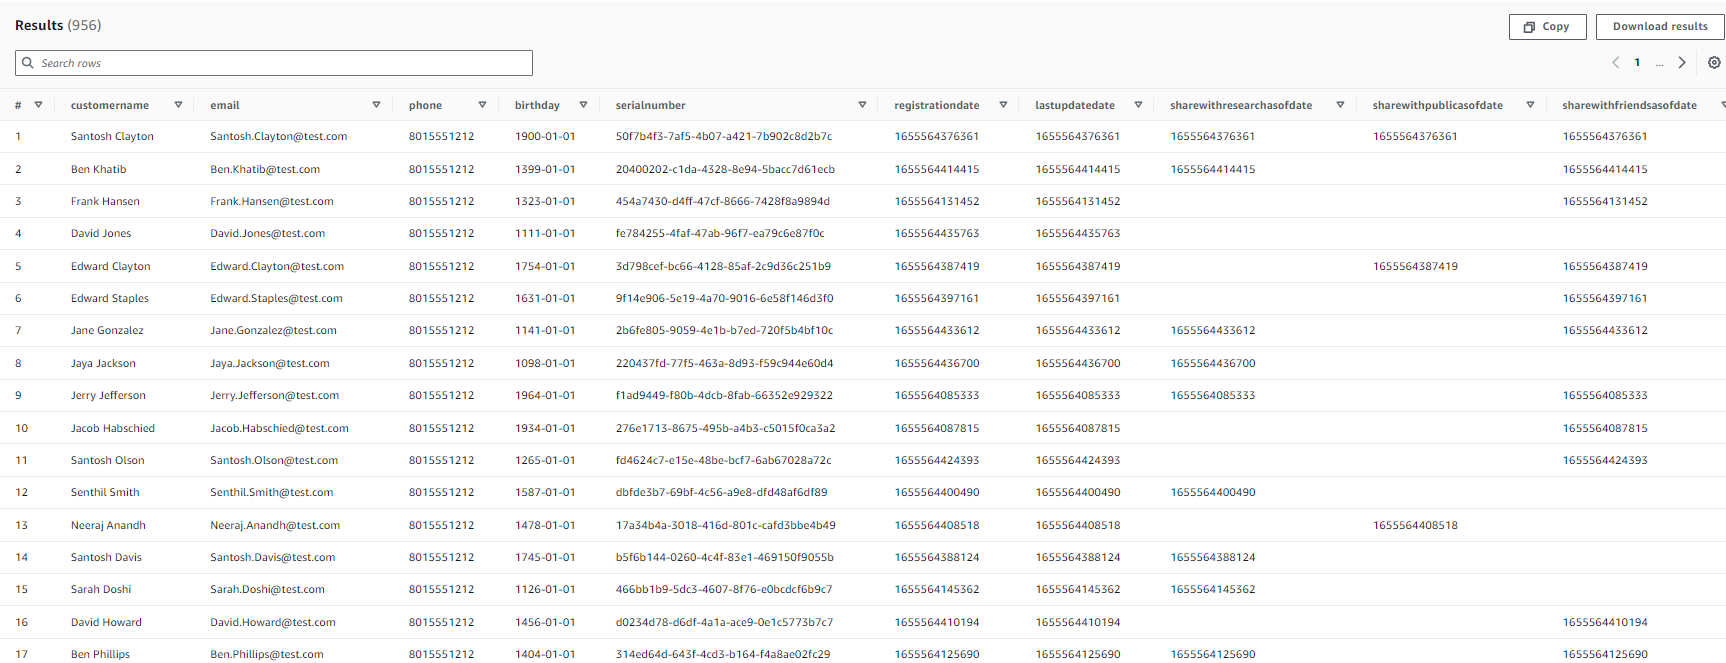 Results (956)
Copy
Download results
Search rows
1 ...
# customername email phone birthday serialnumber registrationdate lastupdatedate sharewithresearchasofdate sharewithpublicasofdate sharewithfriendsasofdate
1 Santosh Clayton Santosh.Clayton@test.com 8015551212 1900-01-01 50f7b4f3-7af5-4b07-a421-7b902c8d2b7c 1655564376361 1655564376361 1655564376361 1655564376361 1655564376361
2 Ben Khatib Ben.Khatib@test.com 8015551212 1399-01-01 20400202-c1da-4328-8e94-5bacc7d61ecb 1655564414415 1655564414415 1655564414415 1655564414415
3 Frank Hansen Frank.Hansen@test.com 8015551212 1323-01-01 454a7430-d4ff-47cf-8666-7428f8a9894d 1655564131452 1655564131452 1655564131452
4 David Jones David.Jones@test.com 8015551212 1111-01-01 fe784255-4faf-47ab-96f7-ea79c6e87f0c 1655564435763 1655564435763
5 Edward Clayton Edward.Clayton@test.com 8015551212 1754-01-01 3d798cef-bc66-4128-85af-2c9d36c251b9 1655564387419 1655564387419 1655564387419 1655564387419
6 Edward Staples Edward.Staples@test.com 8015551212 1631-01-01 9f14e906-5e19-4a70-9016-6e58f146d3f0 1655564397161 1655564397161 1655564397161
7 Jane Gonzalez Jane.Gonzalez@test.com 8015551212 1141-01-01 2b6fe805-9059-4e1b-b7ed-720f5b4bf10c 1655564433612 1655564433612 1655564433612 1655564433612
8 Jaya Jackson Jaya.Jackson@test.com 8015551212 1098-01-01 220437fd-77f5-463a-8d93-f59c944e60d4 1655564436700 1655564436700 1655564436700
9 Jerry Jefferson Jerry.Jefferson@test.com 8015551212 1964-01-01 f1ad9449-f80b-4dcb-8fab-66352e929322 1655564085333 1655564085333 1655564085333 1655564085333
10 Jacob Habschied Jacob.Habschied@test.com 8015551212 1934-01-01 276e1713-8675-495b-a4b3-c5015f0ca3a2 1655564087815 1655564087815 1655564087815
11 Santosh Olson Santosh.Olson@test.com 8015551212 1265-01-01 fd4624c7-e15e-48be-bcf7-6ab67028a72c 1655564424393 1655564424393 1655564424393
12 Senthil Smith Senthil.Smith@test.com 8015551212 1587-01-01 dbfde3b7-69bf-4c56-a9e8-dfd48af6df89 1655564400490 1655564400490 1655564400490
13 Neeraj Anandh Neeraj.Anandh@test.com 8015551212 1478-01-01 17a34b4a-3018-416d-801c-cafd3bbe4b49 1655564408518 1655564408518 1655564408518
14 Santosh Davis Santosh.Davis@test.com 8015551212 1745-01-01 b5f6b144-0260-4c4f-83e1-469150f9055b 1655564388124 1655564388124 1655564388124
15 Sarah Doshi Sarah.Doshi@test.com 8015551212 1126-01-01 466bb1b9-5dc3-4607-8f76-e0bcdcf6b9c7 1655564145362 1655564145362 1655564145362
16 David Howard David.Howard@test.com 8015551212 1456-01-01 d0234d78-d6df-4a1a-ace9-0e1c5773b7c7 1655564410194 1655564410194 1655564410194
17 Ben Phillips Ben.Phillips@test.com 8015551212 1404-01-01 314ed64d-643f-4cd3-b164-f4a8ae02fc29 1655564125690 1655564125690 1655564125690 1655564125690